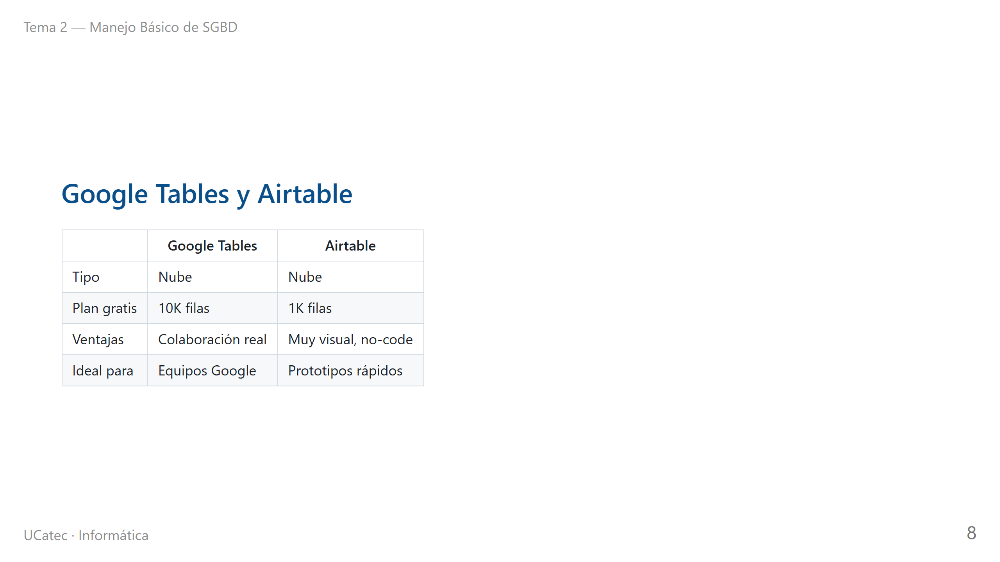 Tema 2 — Manejo Básico de SGBD
Google Tables y Airtable
Google Tables Airtable
Tipo Nube Nube
Plan gratis 10K filas 1K filas
Ventajas Colaboración real Muy visual, no-code
Ideal para Equipos Google Prototipos rápidos
UCatec · Informática
8